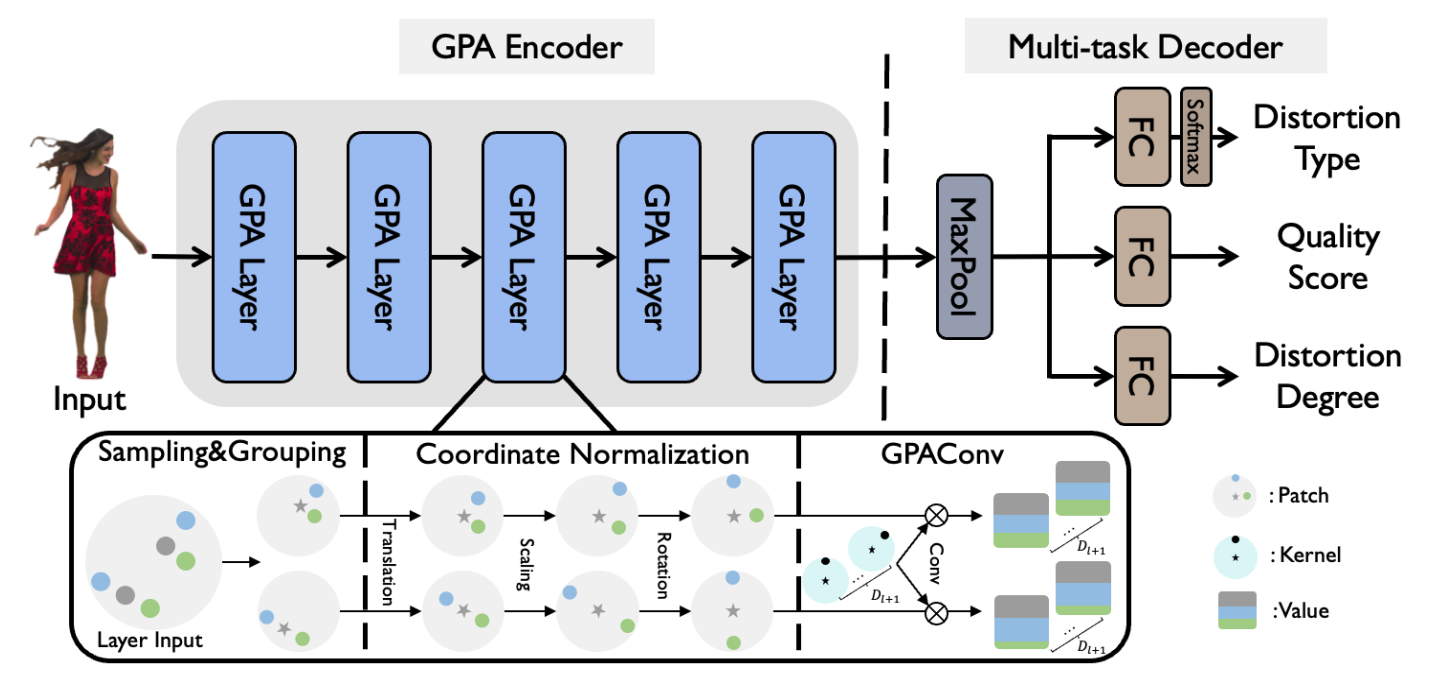 GPA Encoder
Multi-task Decoder
GPA Layer
GPA Layer
GPA Layer
GPA Layer
GPA Layer
MaxPool
FC
Softmax
Distortion
Type
FC
Quality
Score
FC
Distortion
Degree
Input
Sampling&Grouping
Coordinate Normalization
GPAConv
Layer Input
Translation
Scaling
Rotation
...
D_{l+1}
Conv
...
D_{l+1}
...
D_{l+1}
: Patch
: Kernel
:Value